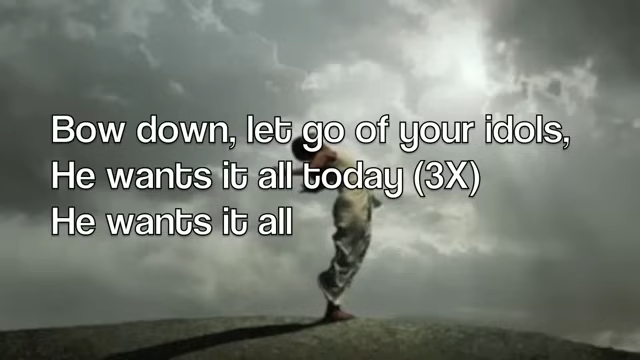 Bow down, let go of your idols,
He wants it all today (3X)
He wants it all